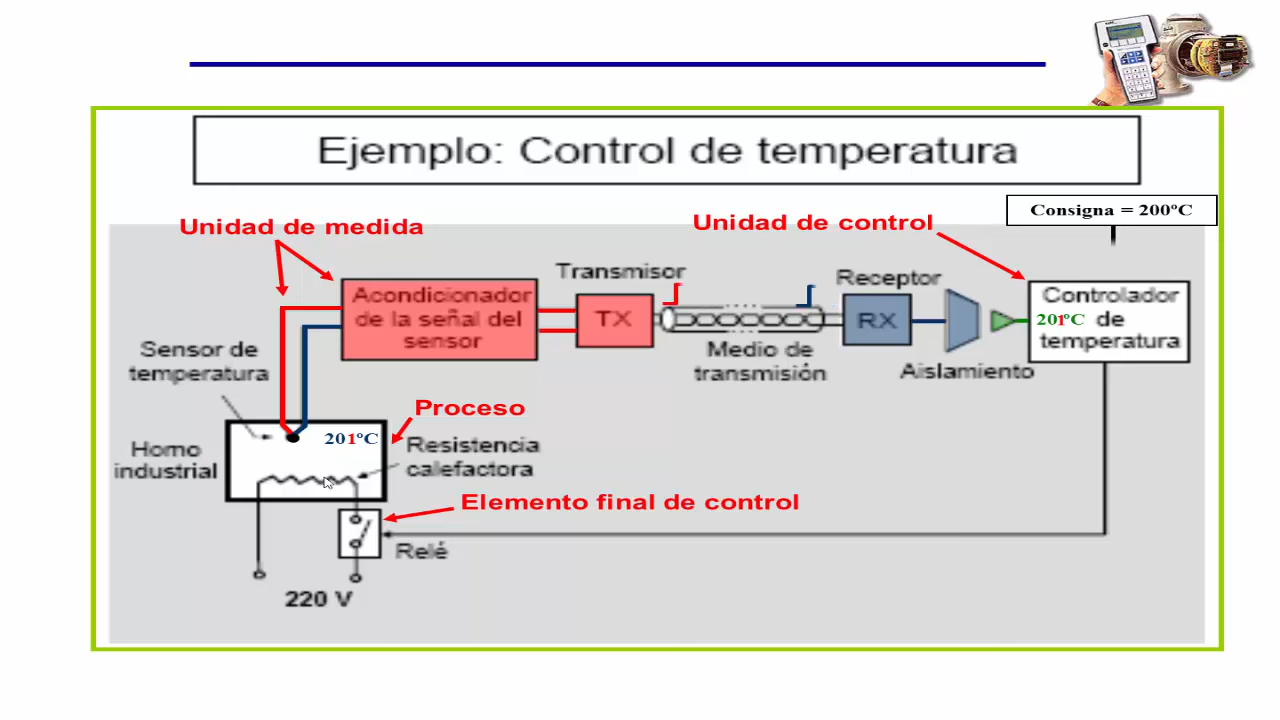 Ejemplo: Control de temperatura
Consigna = 200ºC
Unidad de medida
Unidad de control
Transmisor
Receptor
Acondicionador
de la señal del
sensor
TX
RX
Controlador
201ºC de
temperatura
Medio de
transmisión
Aislamiento
Sensor de
temperatura
Proceso
201ºC
Horno
industrial
Resistencia
calefactora
Elemento final de control
Relé
220 V